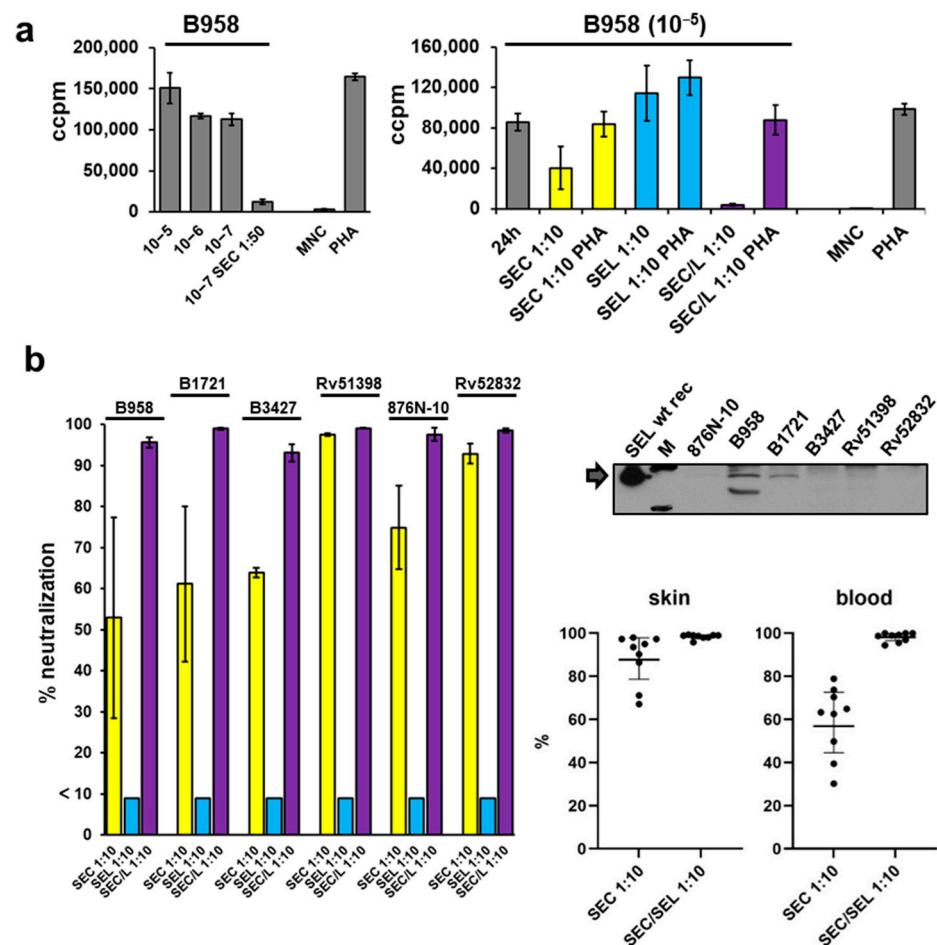 a
B958
200,000
150,000
100,000
50,000
0
ccpm
10−5
10−6
10−7
10−7 SEC 1:50
MNC
PHA
B958 (10⁻⁵)
160,000
120,000
80,000
40,000
0
ccpm
24h
SEC 1:10
SEC 1:10 PHA
SEL 1:10
SEL 1:10 PHA
SEC/L 1:10
SEC/L 1:10 PHA
MNC
PHA
b
B958
B1721
B3427
Rv51398
876N-10
Rv52832
100
90
80
70
60
50
40
30
20
^
10
0
% neutralization
SEC 1:10
SEL 1:10
SEC/L 1:10
SEC 1:10
SEL 1:10
SEC/L 1:10
SEC 1:10
SEL 1:10
SEC/L 1:10
SEC 1:10
SEL 1:10
SEC/L 1:10
SEC 1:10
SEL 1:10
SEC/L 1:10
SEC 1:10
SEL 1:10
SEC/L 1:10
SEL wt rec
M
876N-10
B958
B1721
B3427
Rv51398
Rv52832
skin
100
80
60
40
20
0
%
SEC 1:10
SEC/SEL 1:10
blood
100
80
60
40
20
0
SEC 1:10
SEC/SEL 1:10